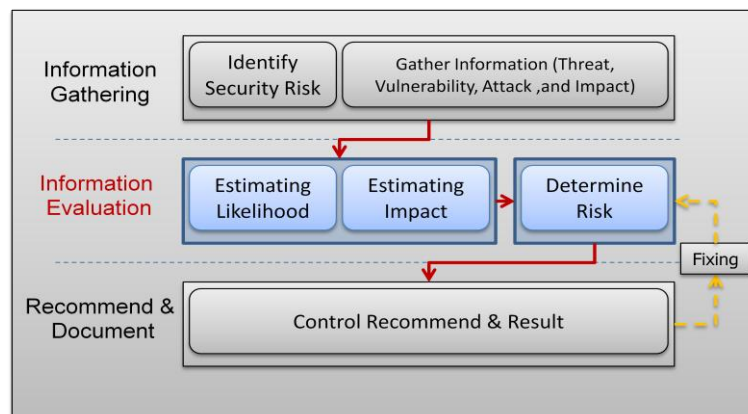 Information
Gathering
Identify
Security Risk
Gather Information (Threat,
Vulnerability, Attack ,and Impact)
Information
Evaluation
Estimating
Likelihood
Estimating
Impact
Determine
Risk
Fixing
Recommend &
Document
Control Recommend & Result